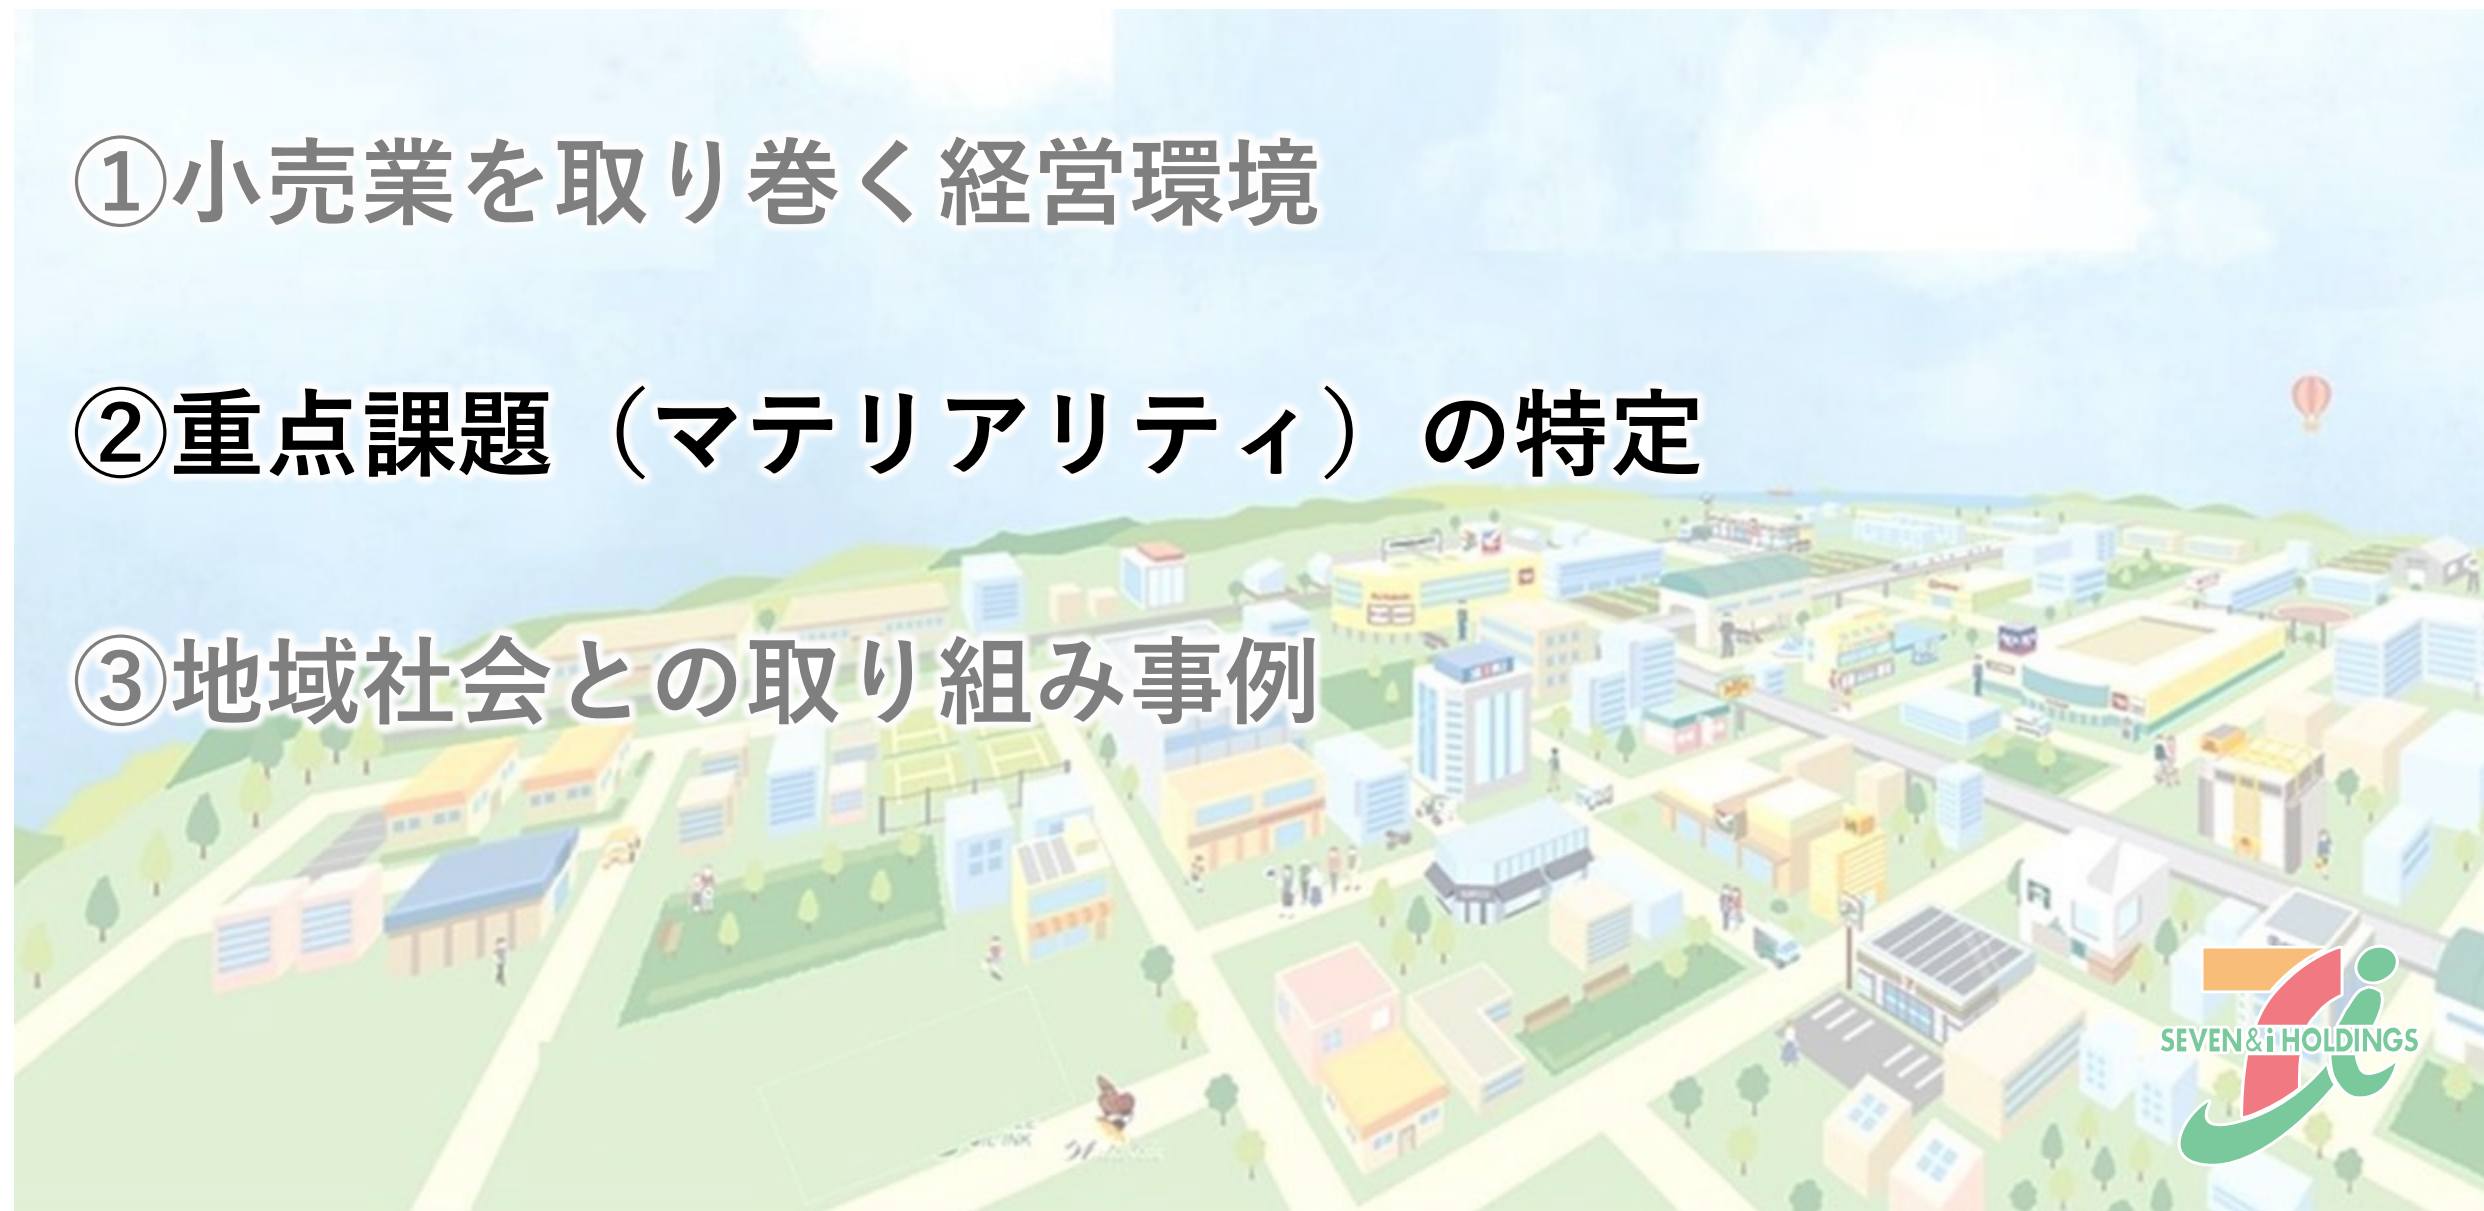 ①小売業を取り巻く経営環境
②重点課題（マテリアリティ）の特定
③地域社会との取り組み事例
SEVEN&i HOLDINGS